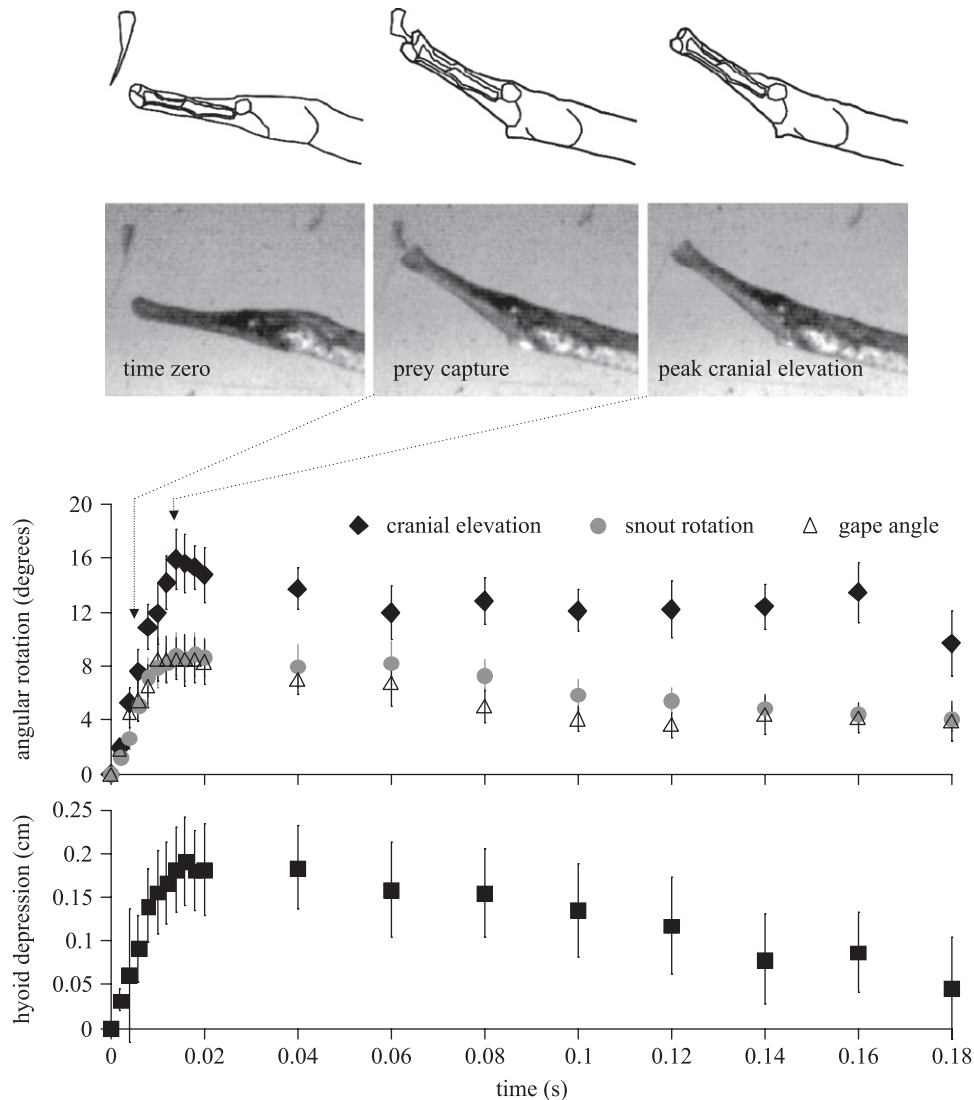 time zero
prey capture
peak cranial elevation
angular rotation (degrees)
20
16
12
8
4
0
cranial elevation
snout rotation
gape angle
hyoid depression (cm)
0.25
0.2
0.15
0.1
0.05
0
0
0.02
0.04
0.06
0.08
0.1
0.12
0.14
0.16
0.18
time (s)